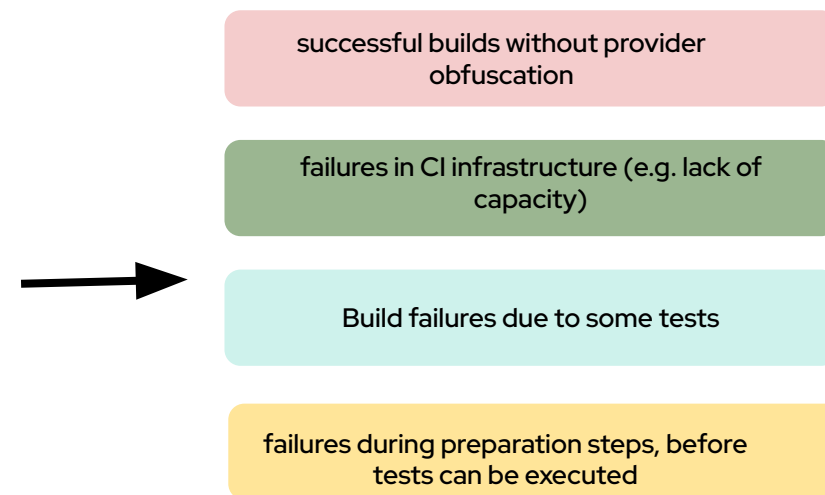 successful builds without provider
obfuscation
failures in CI infrastructure (e.g. lack of
capacity)
Build failures due to some tests
failures during preparation steps, before
tests can be executed